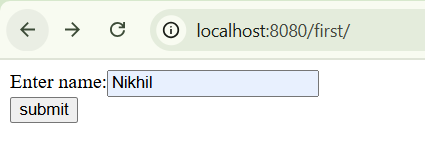 localhost:8080/first/
Enter name:Nikhil
submit